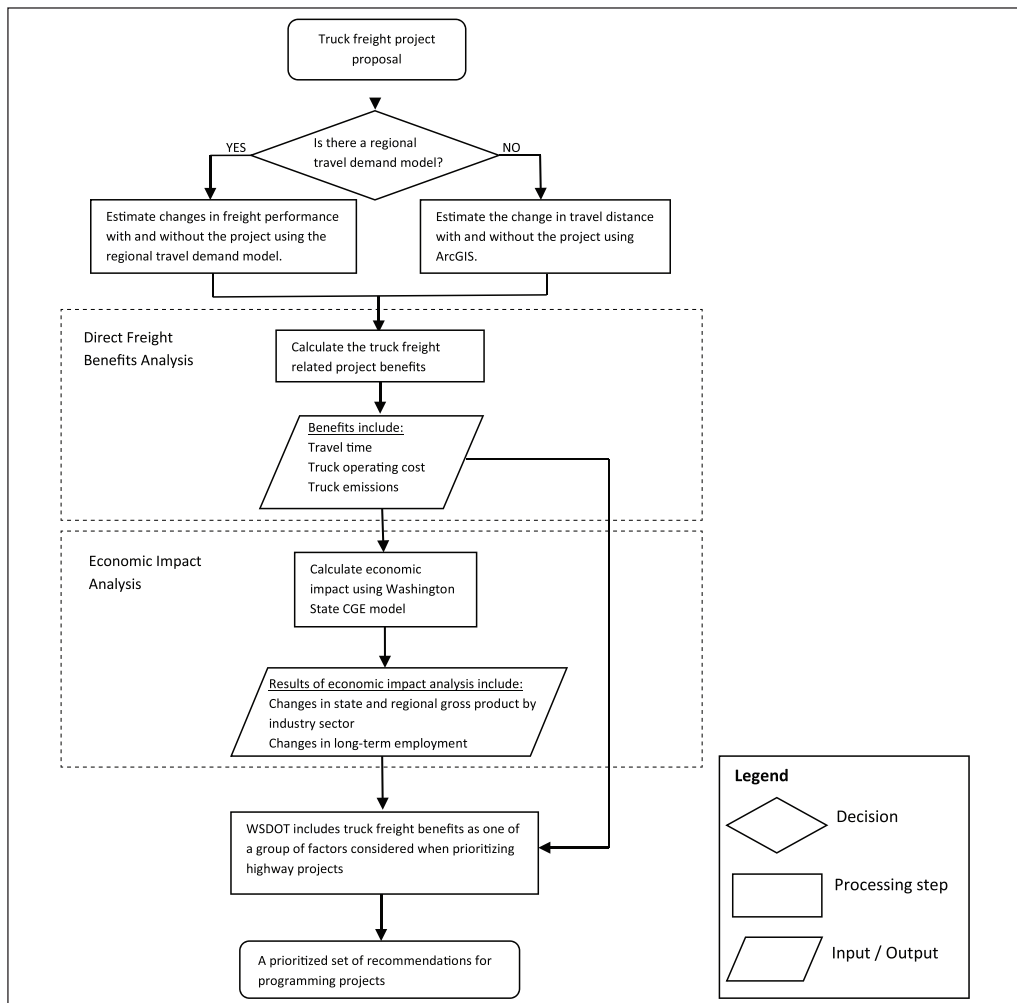 Truck freight project
proposal
Is there a regional
travel demand model?
YES
NO
Estimate changes in freight performance
with and without the project using the
regional travel demand model.
Estimate the change in travel distance
with and without the project using
ArcGIS.
Direct Freight
Benefits Analysis
Calculate the truck freight
related project benefits
Benefits include:
Travel time
Truck operating cost
Truck emissions
Economic Impact
Analysis
Calculate economic
impact using Washington
State CGE model
Results of economic impact analysis include:
Changes in state and regional gross product by
industry sector
Changes in long-term employment
WSDOT includes truck freight benefits as one of
a group of factors considered when prioritizing
highway projects
A prioritized set of recommendations for
programming projects
Legend
Decision
Processing step
Input / Output